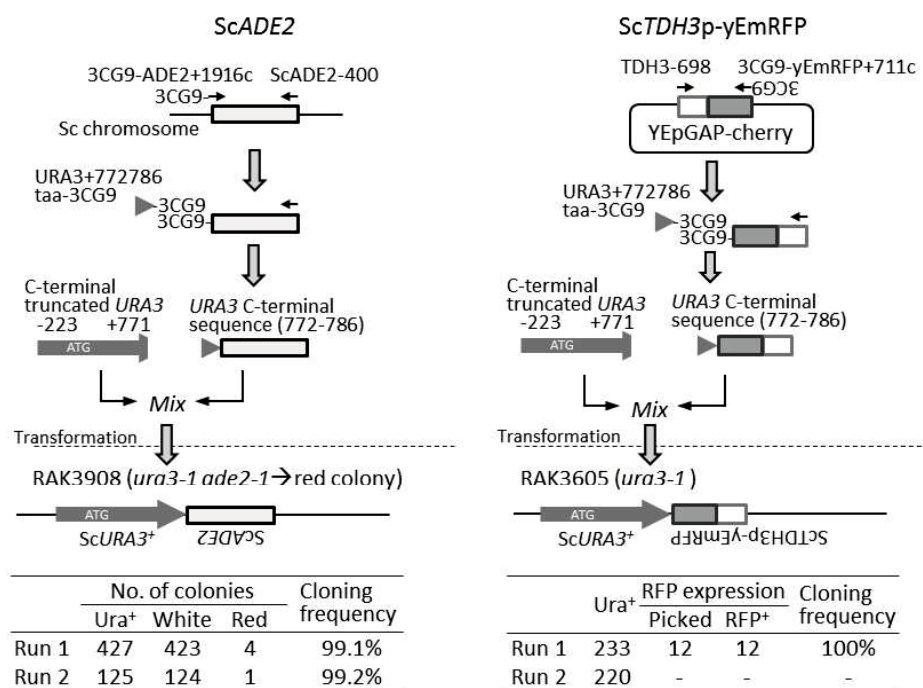 ScADE2
3CG9-ADE2+1916c ScADE2-400
3CG9-
Sc chromosome
URA3+772786
taa-3CG9
3CG9
3CG9-
C-terminal
truncated URA3
-223 +771
ATG
URA3 C-terminal
sequence (772-786)
Mix
Transformation
RAK3908 (ura3-1 ade2-1→red colony)
ATG
ScURA3+
ScADE2
No. of colonies Cloning
Ura+ White Red frequency
Run 1 427 423 4 99.1%
Run 2 125 124 1 99.2%
ScTDH3p-yEmRFP
TDH3-698 3CG9-yEmRFP+711c
3CG9
YEpGAP-cherry
URA3+772786
taa-3CG9
3CG9
3CG9-
C-terminal
truncated URA3
-223 +771
ATG
URA3 C-terminal
sequence (772-786)
Mix
Transformation
RAK3605 (ura3-1 )
ATG
ScURA3+
ScTDH3p-yEmRFP
Ura+ RFP expression Cloning
Picked RFP+ frequency
Run 1 233 12 12 100%
Run 2 220 - - -